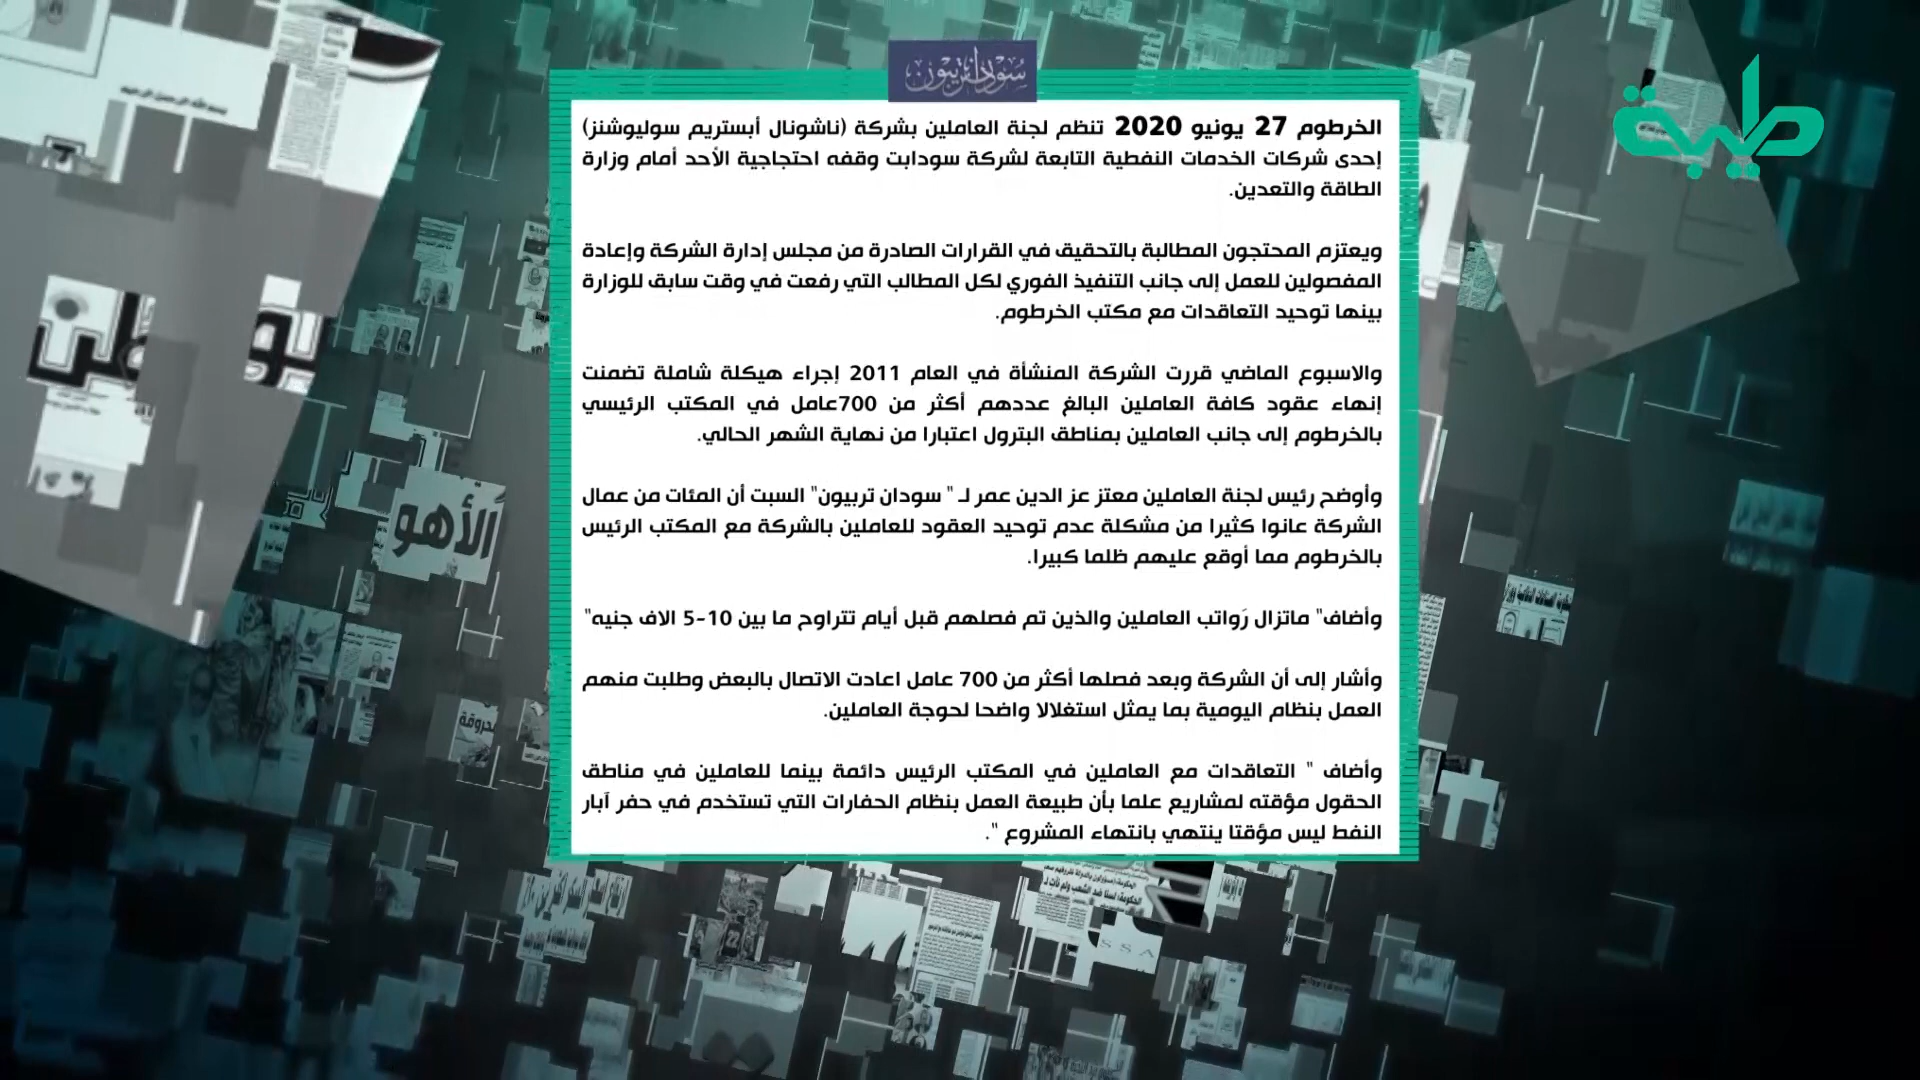 سودان تربيون
طيبة
الخرطوم 27 يونيو 2020 تنظم لجنة العاملين بشركة (ناشونال أبستريم سوليوشنز)
إحدى شركات الخدمات النفطية التابعة لشركة سودابت وقفه احتجاجية الأحد أمام وزارة
الطاقة والتعدين.
ويعتزم المحتجون المطالبة بالتحقيق في القرارات الصادرة من مجلس إدارة الشركة وإعادة
المفصولين للعمل إلى جانب التنفيذ الفوري لكل المطالب التي رفعت في وقت سابق للوزارة
بينها توحيد التعاقدات مع مكتب الخرطوم.
والاسبوع الماضي قررت الشركة المنشأة في العام 2011 إجراء هيكلة شاملة تضمنت
إنهاء عقود كافة العاملين البالغ عددهم أكثر من 700عامل في المكتب الرئيسي
بالخرطوم إلى جانب العاملين بمناطق البترول اعتبارا من نهاية الشهر الحالي.
وأوضح رئيس لجنة العاملين معتز عز الدين عمر لـ " سودان تربيون" السبت أن المئات من عمال
الشركة عانوا كثيرا من مشكلة عدم توحيد العقود للعاملين بالشركة مع المكتب الرئيس
بالخرطوم مما أوقع عليهم ظلما كبيرا.
وأضاف" ماتزال رَواتب العاملين والذين تم فصلهم قبل أيام تتراوح ما بين 10-5 الاف جنيه"
وأشار إلى أن الشركة وبعد فصلها أكثر من 700 عامل اعادت الاتصال بالبعض وطلبت منهم
العمل بنظام اليومية بما يمثل استغلالا واضحا لحوجة العاملين.
وأضاف " التعاقدات مع العاملين في المكتب الرئيس دائمة بينما للعاملين في مناطق
الحقول مؤقته لمشاريع علما بأن طبيعة العمل بنظام الحفارات التي تستخدم في حفر آبار
النفط ليس مؤقتا ينتهي بانتهاء المشروع ".
الأهو